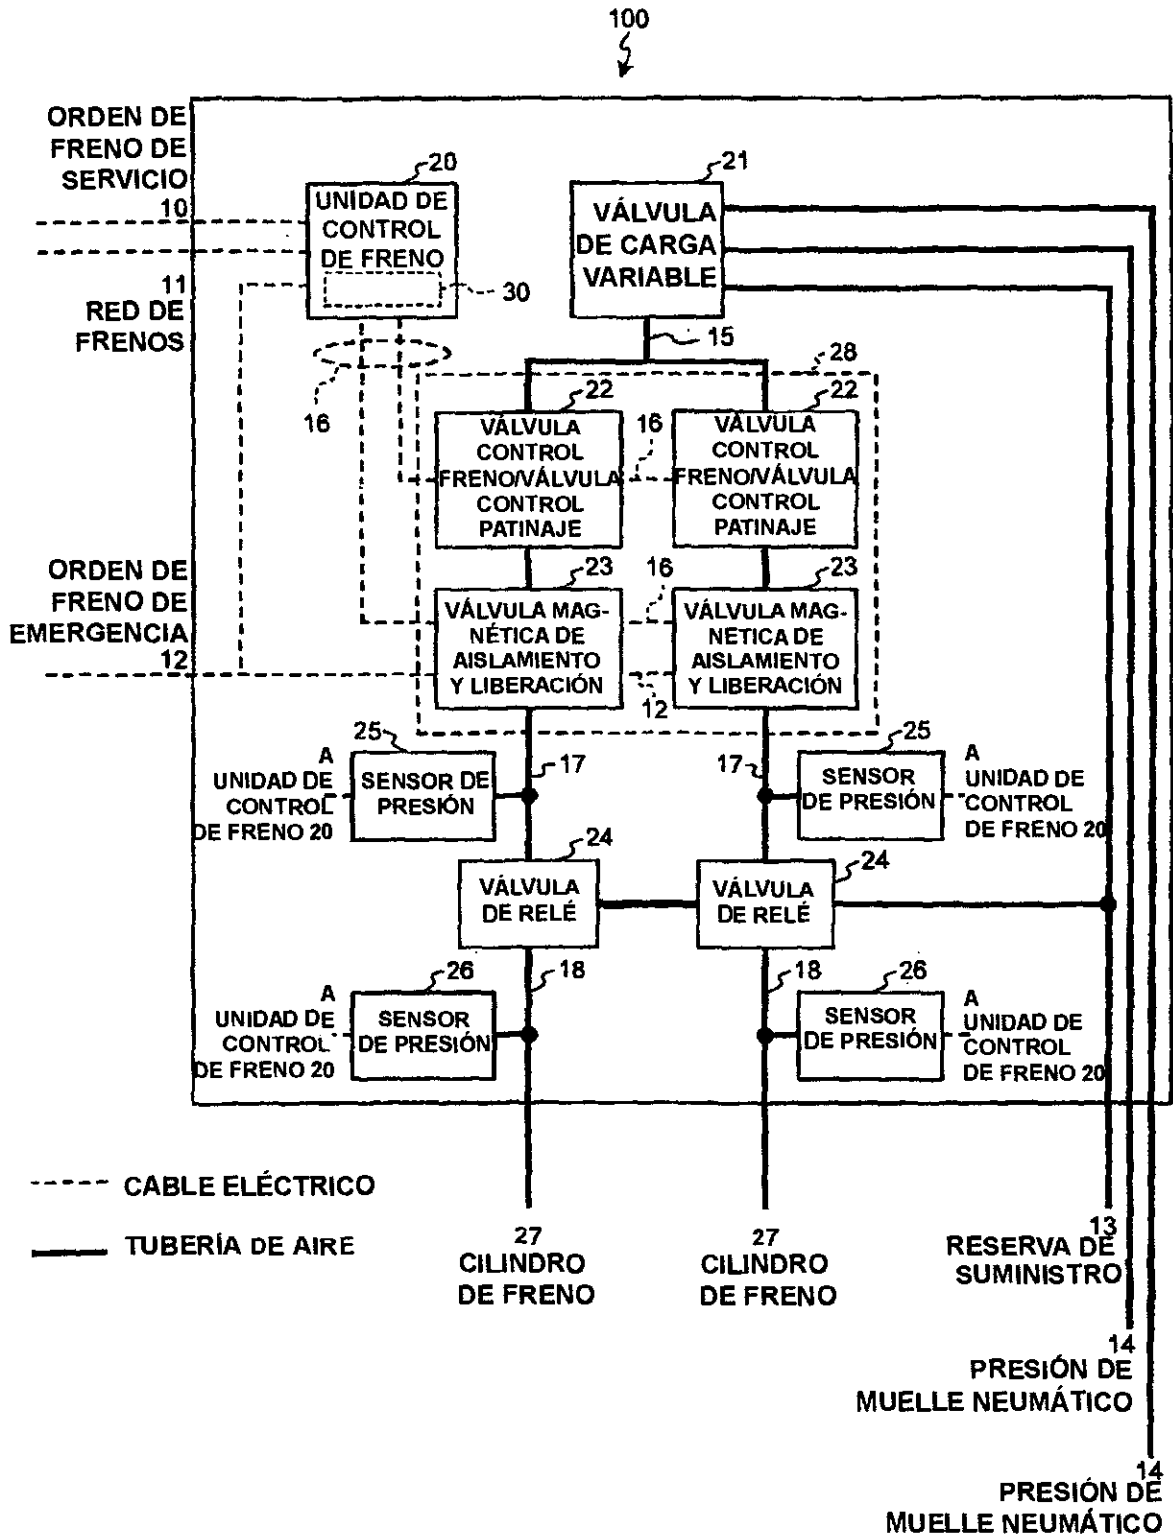 100
ORDEN DE
FRENO DE
SERVICIO
10
11
RED DE
FRENOS
20
UNIDAD DE
CONTROL
DE FRENO
30
21
VÁLVULA
DE CARGA
VARIABLE
15
28
16
22
VÁLVULA
CONTROL
FRENO/VÁLVULA
CONTROL
PATINAJE
16
22
VÁLVULA
CONTROL
FRENO/VÁLVULA
CONTROL
PATINAJE
ORDEN DE
FRENO DE
EMERGENCIA
12
23
VÁLVULA MAG-
NÉTICA DE
AISLAMIENTO
Y LIBERACIÓN
16
12
23
VÁLVULA MAG-
NÉTICA DE
AISLAMIENTO
Y LIBERACIÓN
A
UNIDAD DE
CONTROL
DE FRENO 20
25
SENSOR DE
PRESIÓN
17
17
25
SENSOR
DE PRESIÓN
A
UNIDAD DE
CONTROL
DE FRENO 20
24
VÁLVULA
DE RELÉ
24
VÁLVULA
DE RELÉ
A
UNIDAD DE
CONTROL
DE FRENO 20
26
SENSOR
DE PRESIÓN
18
18
26
SENSOR
DE PRESIÓN
A
UNIDAD DE
CONTROL
DE FRENO 20
CABLE ELÉCTRICO
TUBERÍA DE AIRE
27
CILINDRO
DE FRENO
27
CILINDRO
DE FRENO
13
RESERVA DE
SUMINISTRO
14
PRESIÓN DE
MUELLE NEUMÁTICO
14
PRESIÓN DE
MUELLE NEUMÁTICO